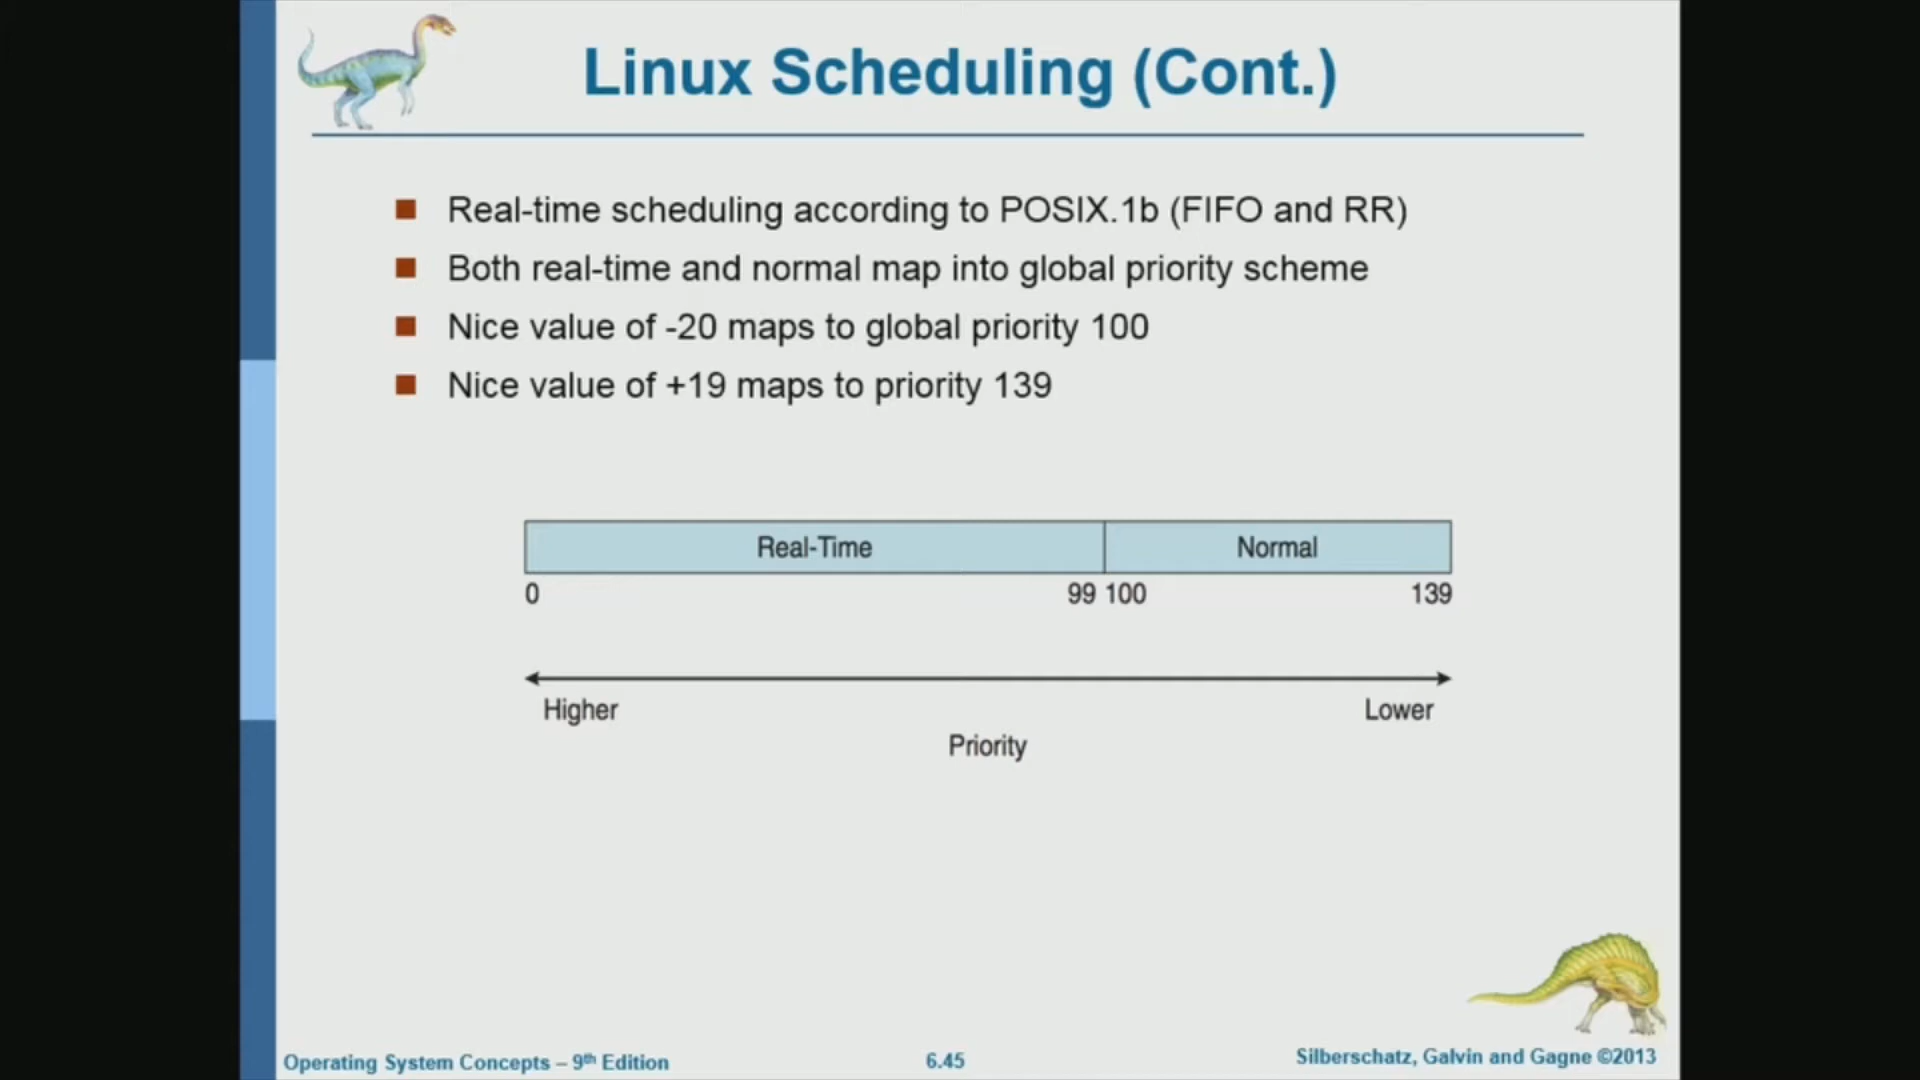 Linux Scheduling (Cont.)
Real-time scheduling according to POSIX.1b (FIFO and RR)
Both real-time and normal map into global priority scheme
Nice value of -20 maps to global priority 100
Nice value of +19 maps to priority 139
Real-Time Normal
0 99 100 139
Higher Lower
Priority
Operating System Concepts – 9th Edition 6.45 Silberschatz, Galvin and Gagne ©2013